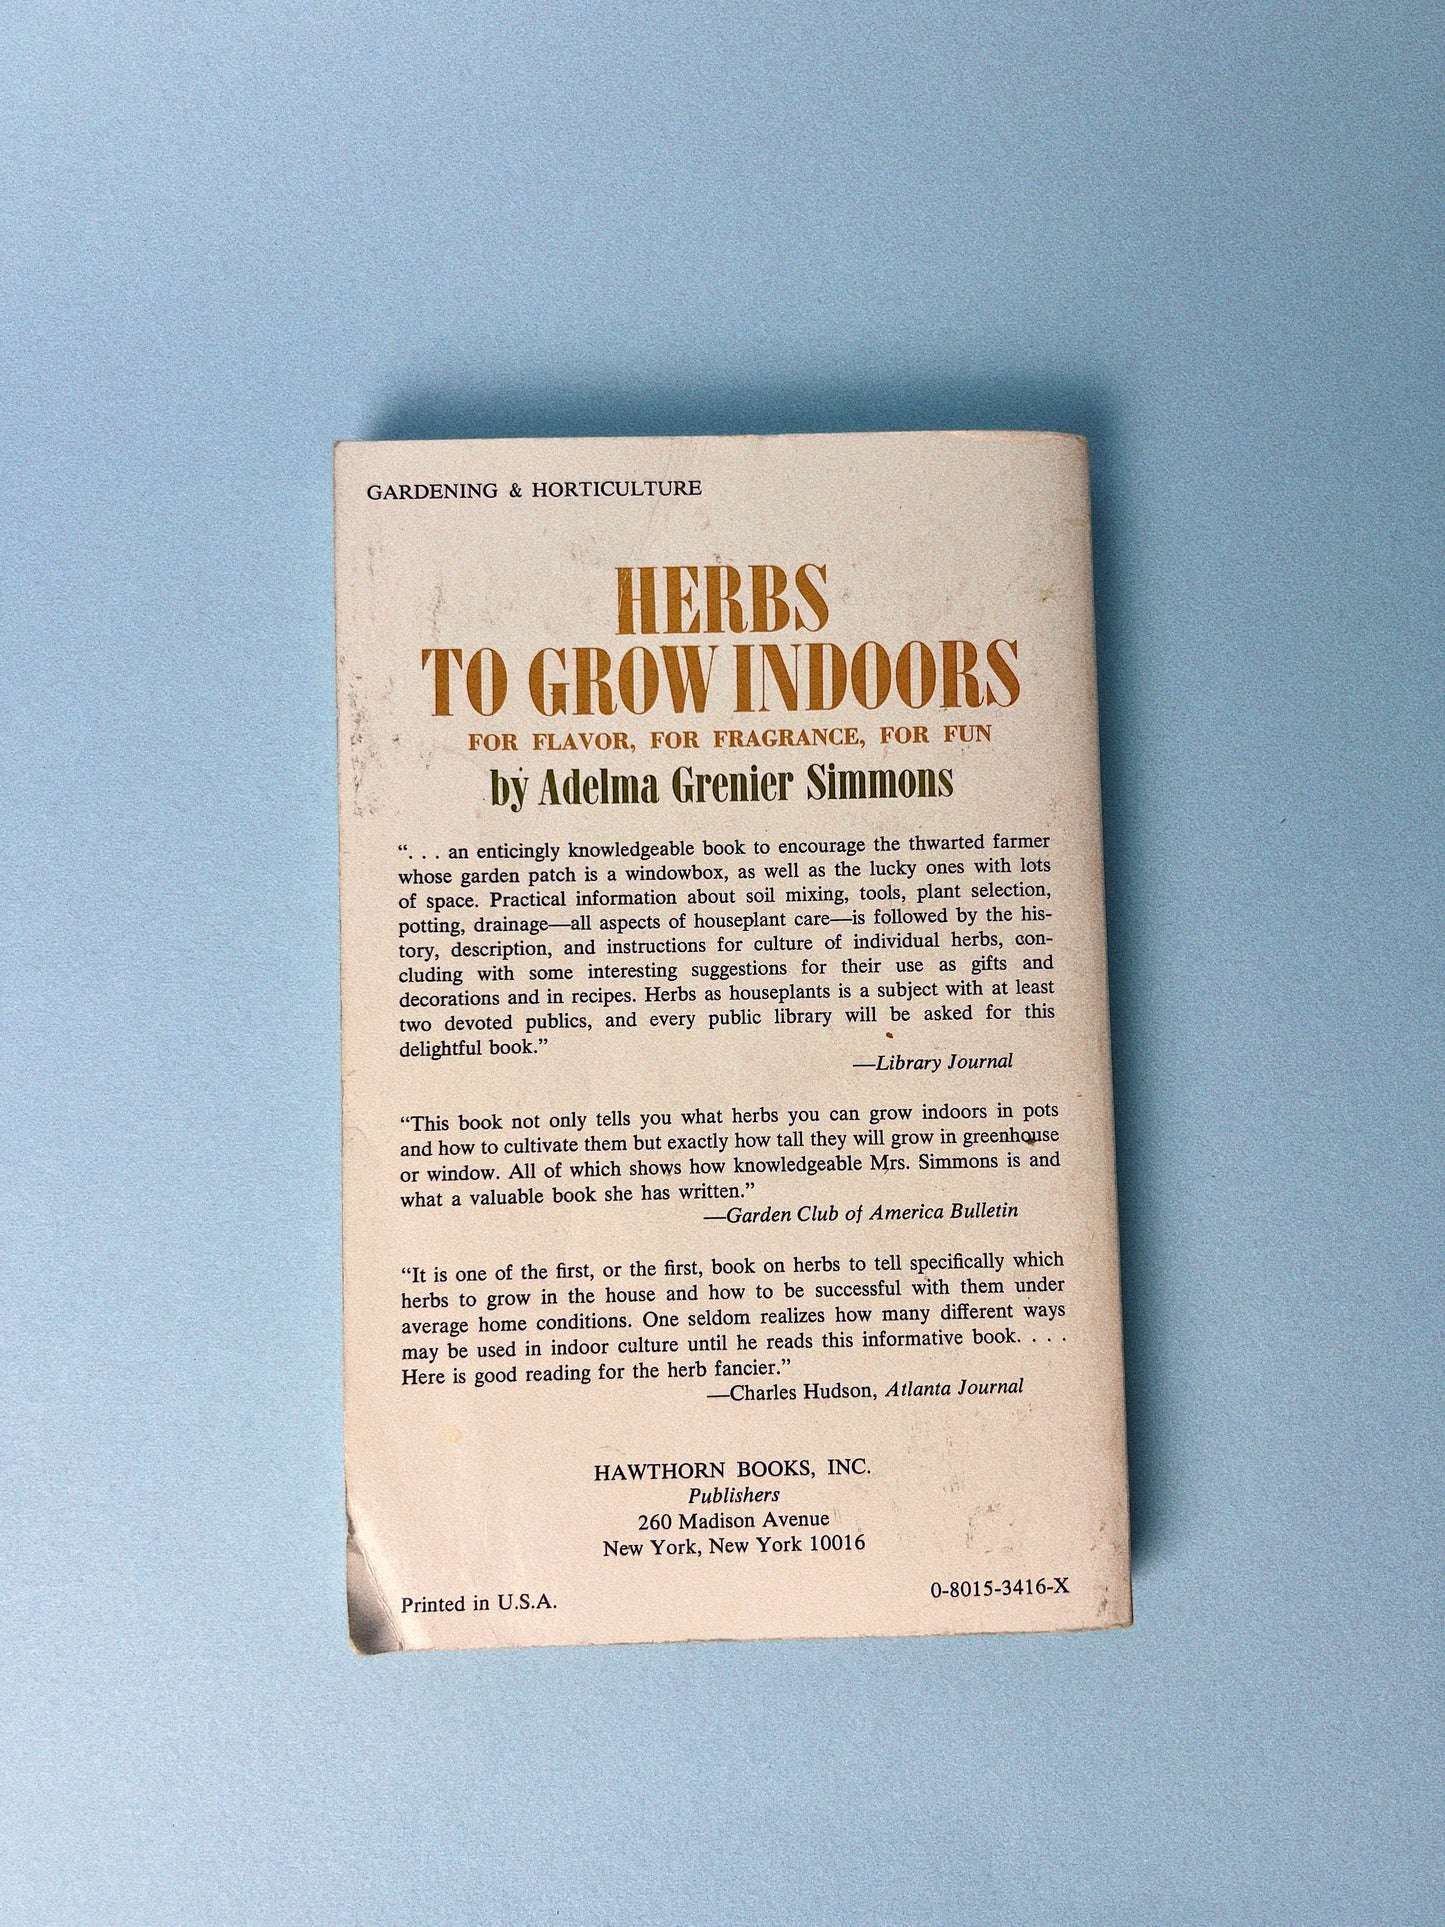 GARDENING & HORTICULTURE
HERBS
TO GROW INDOORS
FOR FLAVOR, FOR FRAGRANCE, FOR FUN
by Adelma Grenier Simmons
“. . . an enticingly knowledgeable book to encourage the thwarted farmer
whose garden patch is a windowbox, as well as the lucky ones with lots
of space. Practical information about soil mixing, tools, plant selection,
potting, drainage—all aspects of houseplant care—is followed by the his-
tory, description, and instructions for culture of individual herbs, con-
cluding with some interesting suggestions for their use as gifts and
decorations and in recipes. Herbs as houseplants is a subject with at least
two devoted publics, and every public library will be asked for this
delightful book.”
—Library Journal
“This book not only tells you what herbs you can grow indoors in pots
and how to cultivate them but exactly how tall they will grow in greenhouse
or window. All of which shows how knowledgeable Mrs. Simmons is and
what a valuable book she has written.”
—Garden Club of America Bulletin
“It is one of the first, or the first, book on herbs to tell specifically which
herbs to grow in the house and how to be successful with them under
average home conditions. One seldom realizes how many different ways
may be used in indoor culture until he reads this informative book. . . .
Here is good reading for the herb fancier.”
—Charles Hudson, Atlanta Journal
HAWTHORN BOOKS, INC.
Publishers
260 Madison Avenue
New York, New York 10016
Printed in U.S.A.
0-8015-3416-X